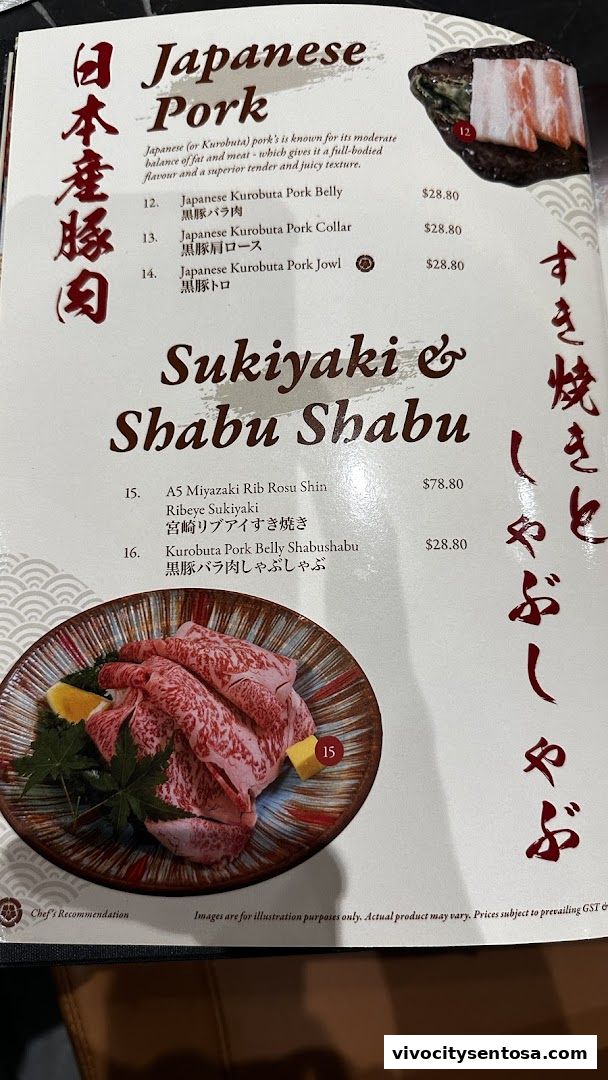 日本産豚肉
Japanese
Pork
Japanese (or Kurobuta) pork's is known for its moderate
balance of fat and meat - which gives it a full-bodied
flavour and a superior tender and juicy texture.
12. Japanese Kurobuta Pork Belly $28.80
黒豚バラ肉
13. Japanese Kurobuta Pork Collar $28.80
黒豚肩ロース
14. Japanese Kurobuta Pork Jowl $28.80
黒豚トロ
12
すき焼きと
しゃぶしゃぶ
Sukiyaki &
Shabu Shabu
15. A5 Miyazaki Rib Rosu Shin $78.80
Ribeye Sukiyaki
宮崎リブアイすき焼き
16. Kurobuta Pork Belly Shabushabu $28.80
黒豚バラ肉しゃぶしゃぶ
15
Chef's Recommendation
Images are for illustration purposes only. Actual product may vary. Prices subject to prevailing GST &
vivocitysentosa.com